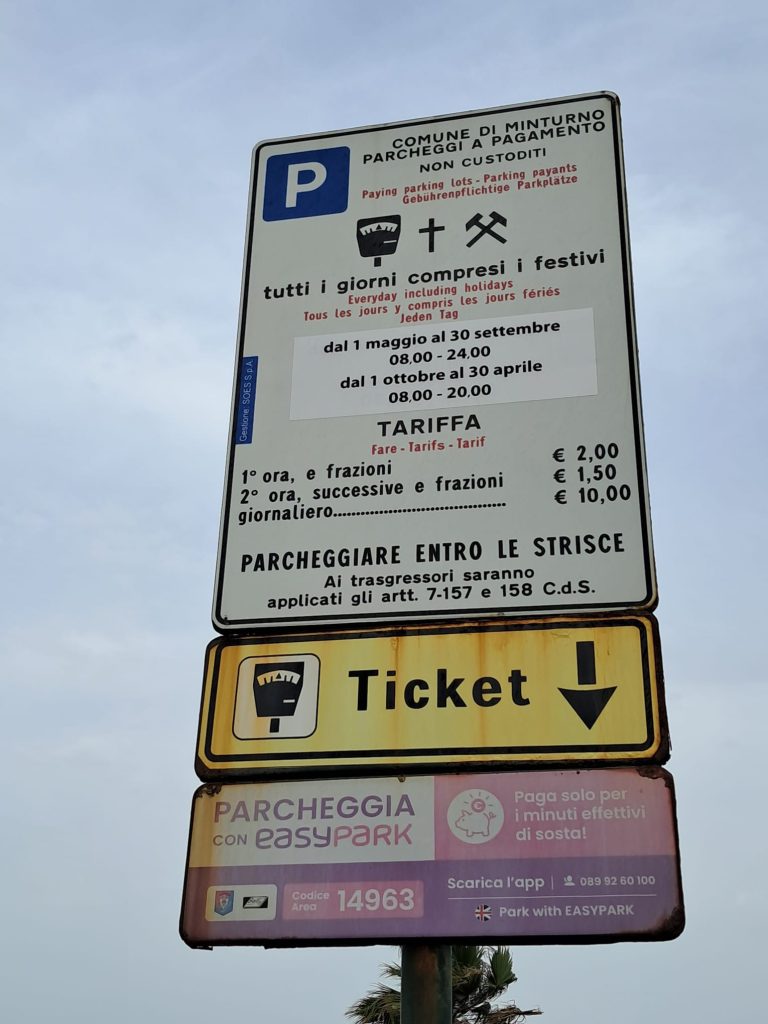 P
COMUNE DI MINTURNO
PARCHEGGI A PAGAMENTO
NON CUSTODITI
Paying parking lots - Parking payants
Gebührenpflichtige Parkplätze
tutti i giorni compresi i festivi
Everyday including holidays
Tous les jours y compris les jours fériés
Jeden Tag
dal 1 maggio al 30 settembre
08,00 - 24,00
dal 1 ottobre al 30 aprile
08,00 - 20,00
Gestione: SOES S.p.A.
TARIFFA
Fare - Tarifs - Tarif
1° ora, e frazioni € 2,00
2° ora, successive e frazioni € 1,50
giornaliero........................................ € 10,00
PARCHEGGIARE ENTRO LE STRISCE
Ai trasgressori saranno
applicati gli artt. 7-157 e 158 C.d.S.
Ticket
PARCHEGGIA
CON easyPARK
Paga solo per
i minuti effettivi
di sosta!
Codice
Area
14963
Scarica l'app | 089 92 60 100
Park with EASYPARK